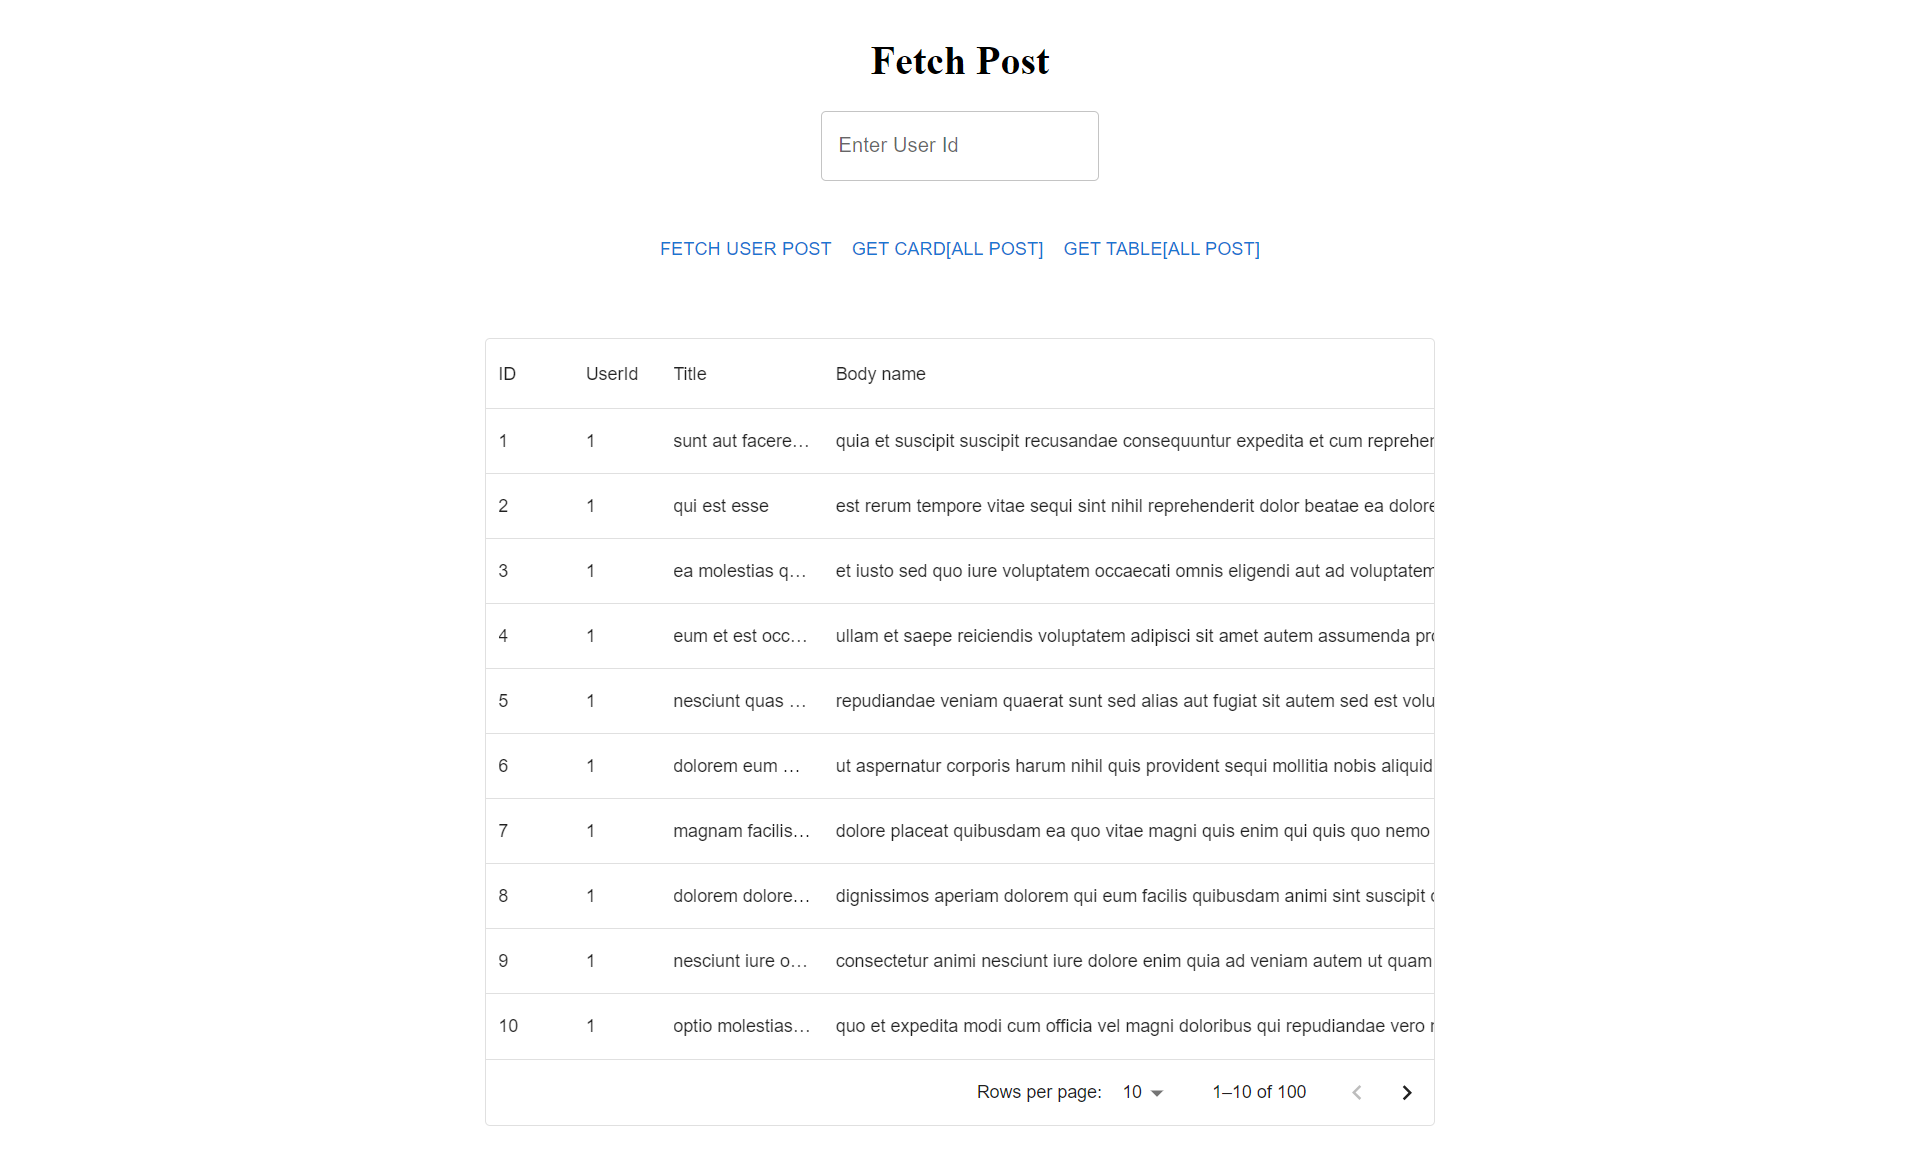 Fetch Post
Enter User Id
FETCH USER POST GET CARD[ALL POST] GET TABLE[ALL POST]
ID UserId Title Body name
1 1 sunt aut facere… quia et suscipit suscipit recusandae consequuntur expedita et cum reprehen
2 1 qui est esse est rerum tempore vitae sequi sint nihil reprehenderit dolor beatae ea dolore
3 1 ea molestias q… et iusto sed quo iure voluptatem occaecati omnis eligendi aut ad voluptatem
4 1 eum et est occ… ullam et saepe reiciendis voluptatem adipisci sit amet autem assumenda pro
5 1 nesciunt quas … repudiandae veniam quaerat sunt sed alias aut fugiat sit autem sed est volu
6 1 dolorem eum … ut aspernatur corporis harum nihil quis provident sequi mollitia nobis aliquid
7 1 magnam facilis… dolore placeat quibusdam ea quo vitae magni quis enim qui quis quo nemo
8 1 dolorem dolore… dignissimos aperiam dolorem qui eum facilis quibusdam animi sint suscipit
9 1 nesciunt iure o… consectetur animi nesciunt iure dolore enim quia ad veniam autem ut quam
10 1 optio molestias… quo et expedita modi cum officia vel magni doloribus qui repudiandae vero
Rows per page: 10 1–10 of 100